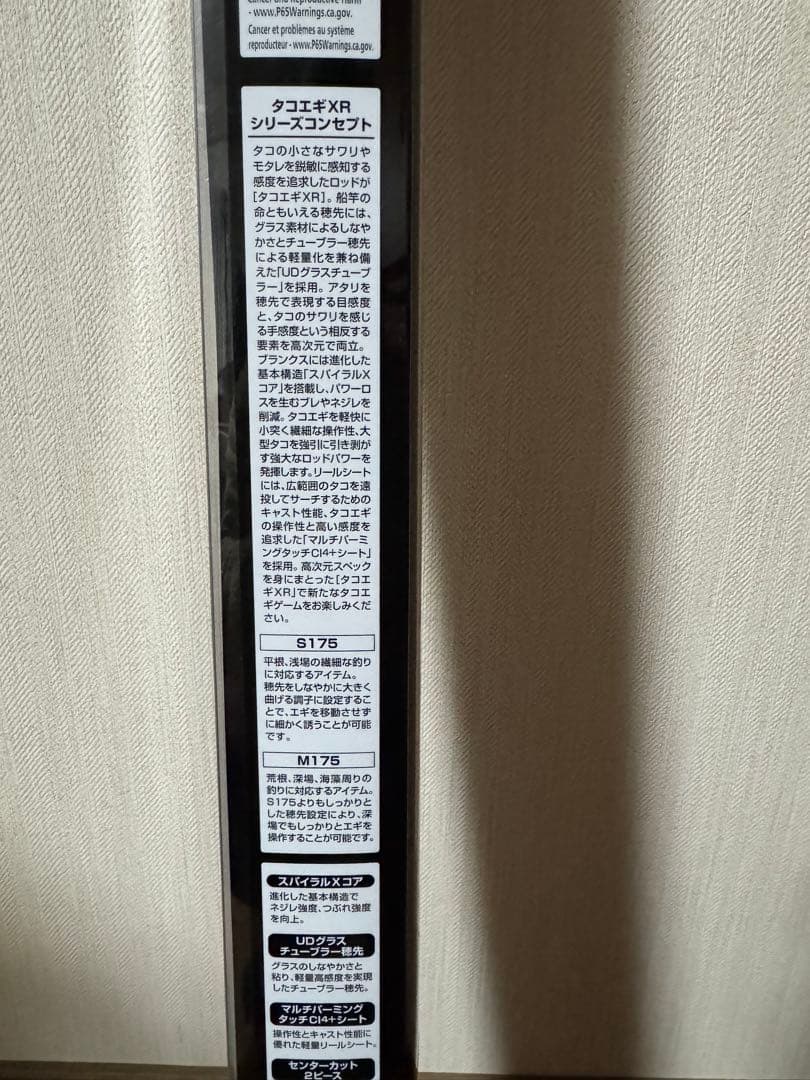 Cancer and Reproductive Harm
- www.P65Warnings.ca.gov.
Cancer et problèmes au système
reproducteur - www.P65Warnings.ca.gov.
タコエギXR
シリーズコンセプト
タコの小さなサワリや
モタレを鋭敏に感知する
感度を追求したロッドが
[タコエギXR]。船竿の
命ともいえる穂先には、
グラス素材によるしなや
かさとチューブラー穂先
による軽量化を兼ね備
えた「UDグラスチューブ
ラー」を採用。アタリを
穂先で表現する目感度
と、タコのサワリを感じ
る手感度という相反する
要素を高次元で両立。
ブランクスには進化した
基本構造「スパイラルX
コア」を搭載し、パワーロ
スを生むブレやネジレを
削減。タコエギを軽快に
小突く繊細な操作性、大
型タコを強引に引き剥が
す強大なロッドパワーを
発揮します。リールシート
には、広範囲のタコを遠
投してサーチするための
キャスト性能、タコエギ
の操作性と高い感度を
追求した「マルチパーミ
ングタッチCI4+シート」
を採用。高次元スペック
を身にまとった[タコエ
ギXR]で新たなタコエ
ギゲームをお楽しみくだ
さい。
S175
平根、浅場の繊細な釣り
に対応するアイテム。
穂先をしなやかに大きく
曲げる調子に設定するこ
とで、エギを移動させず
に細かく誘うことが可能
です。
M175
荒根、深場、海藻周りの
釣りに対応するアイテム。
S175よりもしっかりと
した穂先設定により、深
場でもしっかりとエギを
操作することが可能です。
スパイラルXコア
進化した基本構造で
ネジレ強度、つぶれ強度
を向上。
UDグラス
チューブラー穂先
グラスのしなやかさと
粘り、軽量高感度を実現
したチューブラー穂先。
マルチパーミング
タッチCI4+シート
操作性とキャスト性能に
優れた軽量リールシート。
センターカット
2ピース